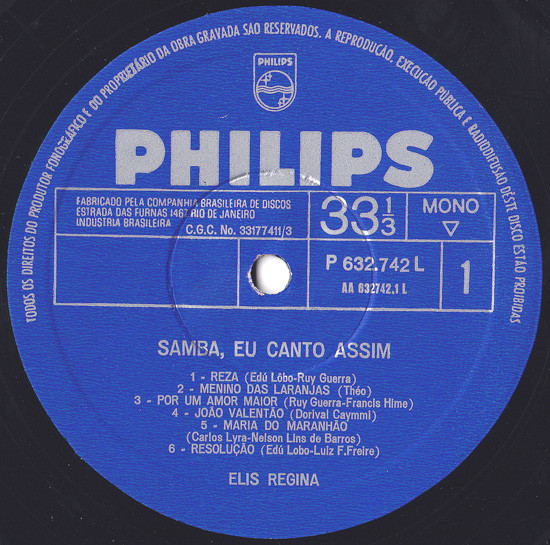 TODOS OS DIREITOS DO PRODUTOR FONOGRÁFICO E DO PROPRIETÁRIO DA OBRA GRAVADA SÃO RESERVADOS. A REPRODUÇÃO, EXECUÇÃO PÚBLICA E RADIODIFUSÃO DÊSTE DISCO ESTÃO PROIBIDAS
PHILIPS
PHILIPS
FABRICADO PELA COMPANHIA BRASILEIRA DE DISCOS
ESTRADA DAS FURNAS 1467 RIO DE JANEIRO
INDÚSTRIA BRASILEIRA C.G.C. No. 33177411/3
33 1/3
MONO
P 632.742 L
AA 632742.1 L
1
SAMBA, EU CANTO ASSIM
1 - REZA (Edú Lôbo-Ruy Guerra)
2 - MENINO DAS LARANJAS (Théo)
3 - POR UM AMOR MAIOR (Ruy Guerra-Francis Hime)
4 - JOÃO VALENTÃO (Dorival Caymmi)
5 - MARIA DO MARANHÃO
(Carlos Lyra-Nelson Lins de Barros)
6 - RESOLUÇÃO (Edú Lobo-Luiz F.Freire)
ELIS REGINA